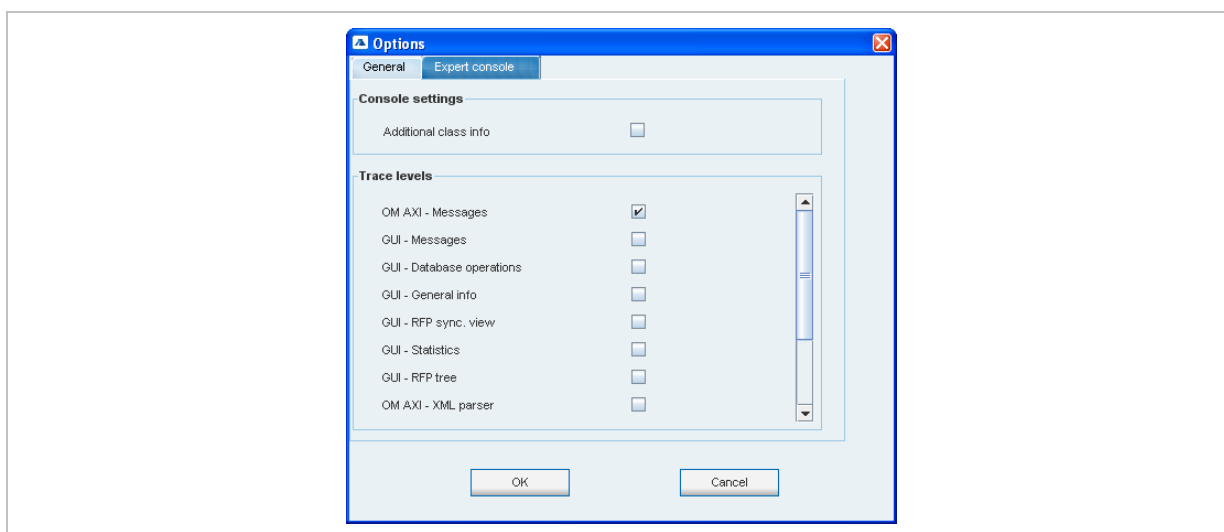 Options
General Expert console
Console settings
Additional class info
Trace levels
OM AXI - Messages
GUI - Messages
GUI - Database operations
GUI - General info
GUI - RFP sync. view
GUI - Statistics
GUI - RFP tree
OM AXI - XML parser
OK Cancel